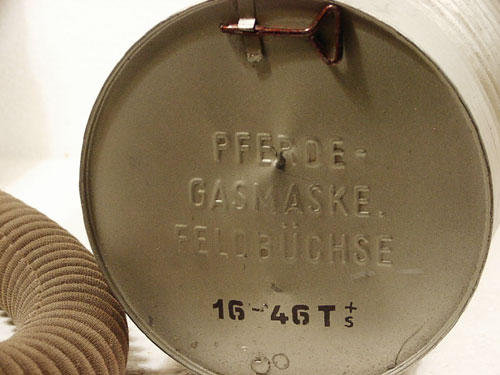 PFERDE-
GASMASKE.
FELDBÜCHSE
16-46T +
S